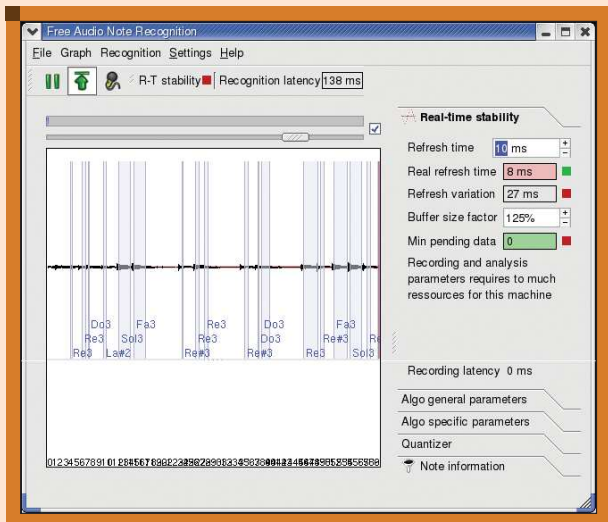 Free Audio Note Recognition
File Graph Recognition Settings Help
R-T stability Recognition latency 138 ms
Real-time stability
Refresh time 10 ms
Real refresh time 8 ms
Refresh variation 27 ms
Buffer size factor 125%
Min pending data 0
Recording and analysis
parameters requires to much
ressources for this machine
Recording latency 0 ms
Algo general parameters
Algo specific parameters
Quantizer
Note information
Do3 Fa3 Re3 Do3 Fa3
Re3 Sol3 Re3 Do3 Re#3
Re3 La#2 Re#3 Re#3 Re3 Sol3